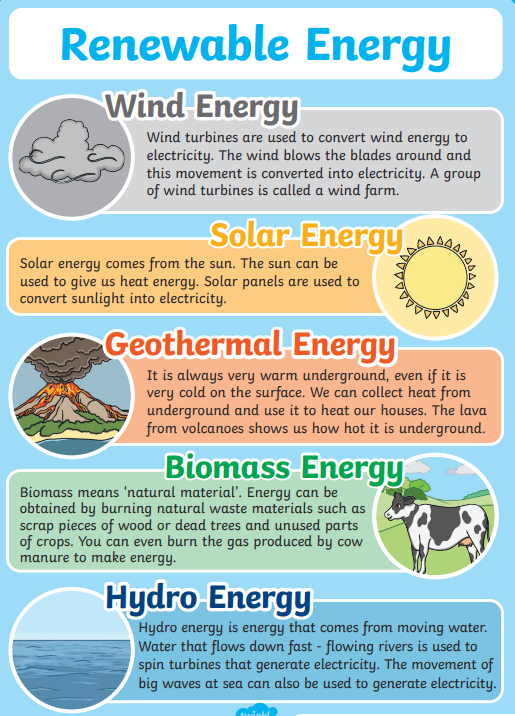 Renewable Energy
Wind Energy
Wind turbines are used to convert wind energy to
electricity. The wind blows the blades around and
this movement is converted into electricity. A group
of wind turbines is called a wind farm.
Solar Energy
Solar energy comes from the sun. The sun can be
used to give us heat energy. Solar panels are used to
convert sunlight into electricity.
Geothermal Energy
It is always very warm underground, even if it is
very cold on the surface. We can collect heat from
underground and use it to heat our houses. The lava
from volcanoes shows us how hot it is underground.
Biomass Energy
Biomass means ‘natural material’. Energy can be
obtained by burning natural waste materials such as
scrap pieces of wood or dead trees and unused parts
of crops. You can even burn the gas produced by cow
manure to make energy.
Hydro Energy
Hydro energy is energy that comes from moving water.
Water that flows down fast - flowing rivers is used to
spin turbines that generate electricity. The movement of
big waves at sea can also be used to generate electricity.
twinkl